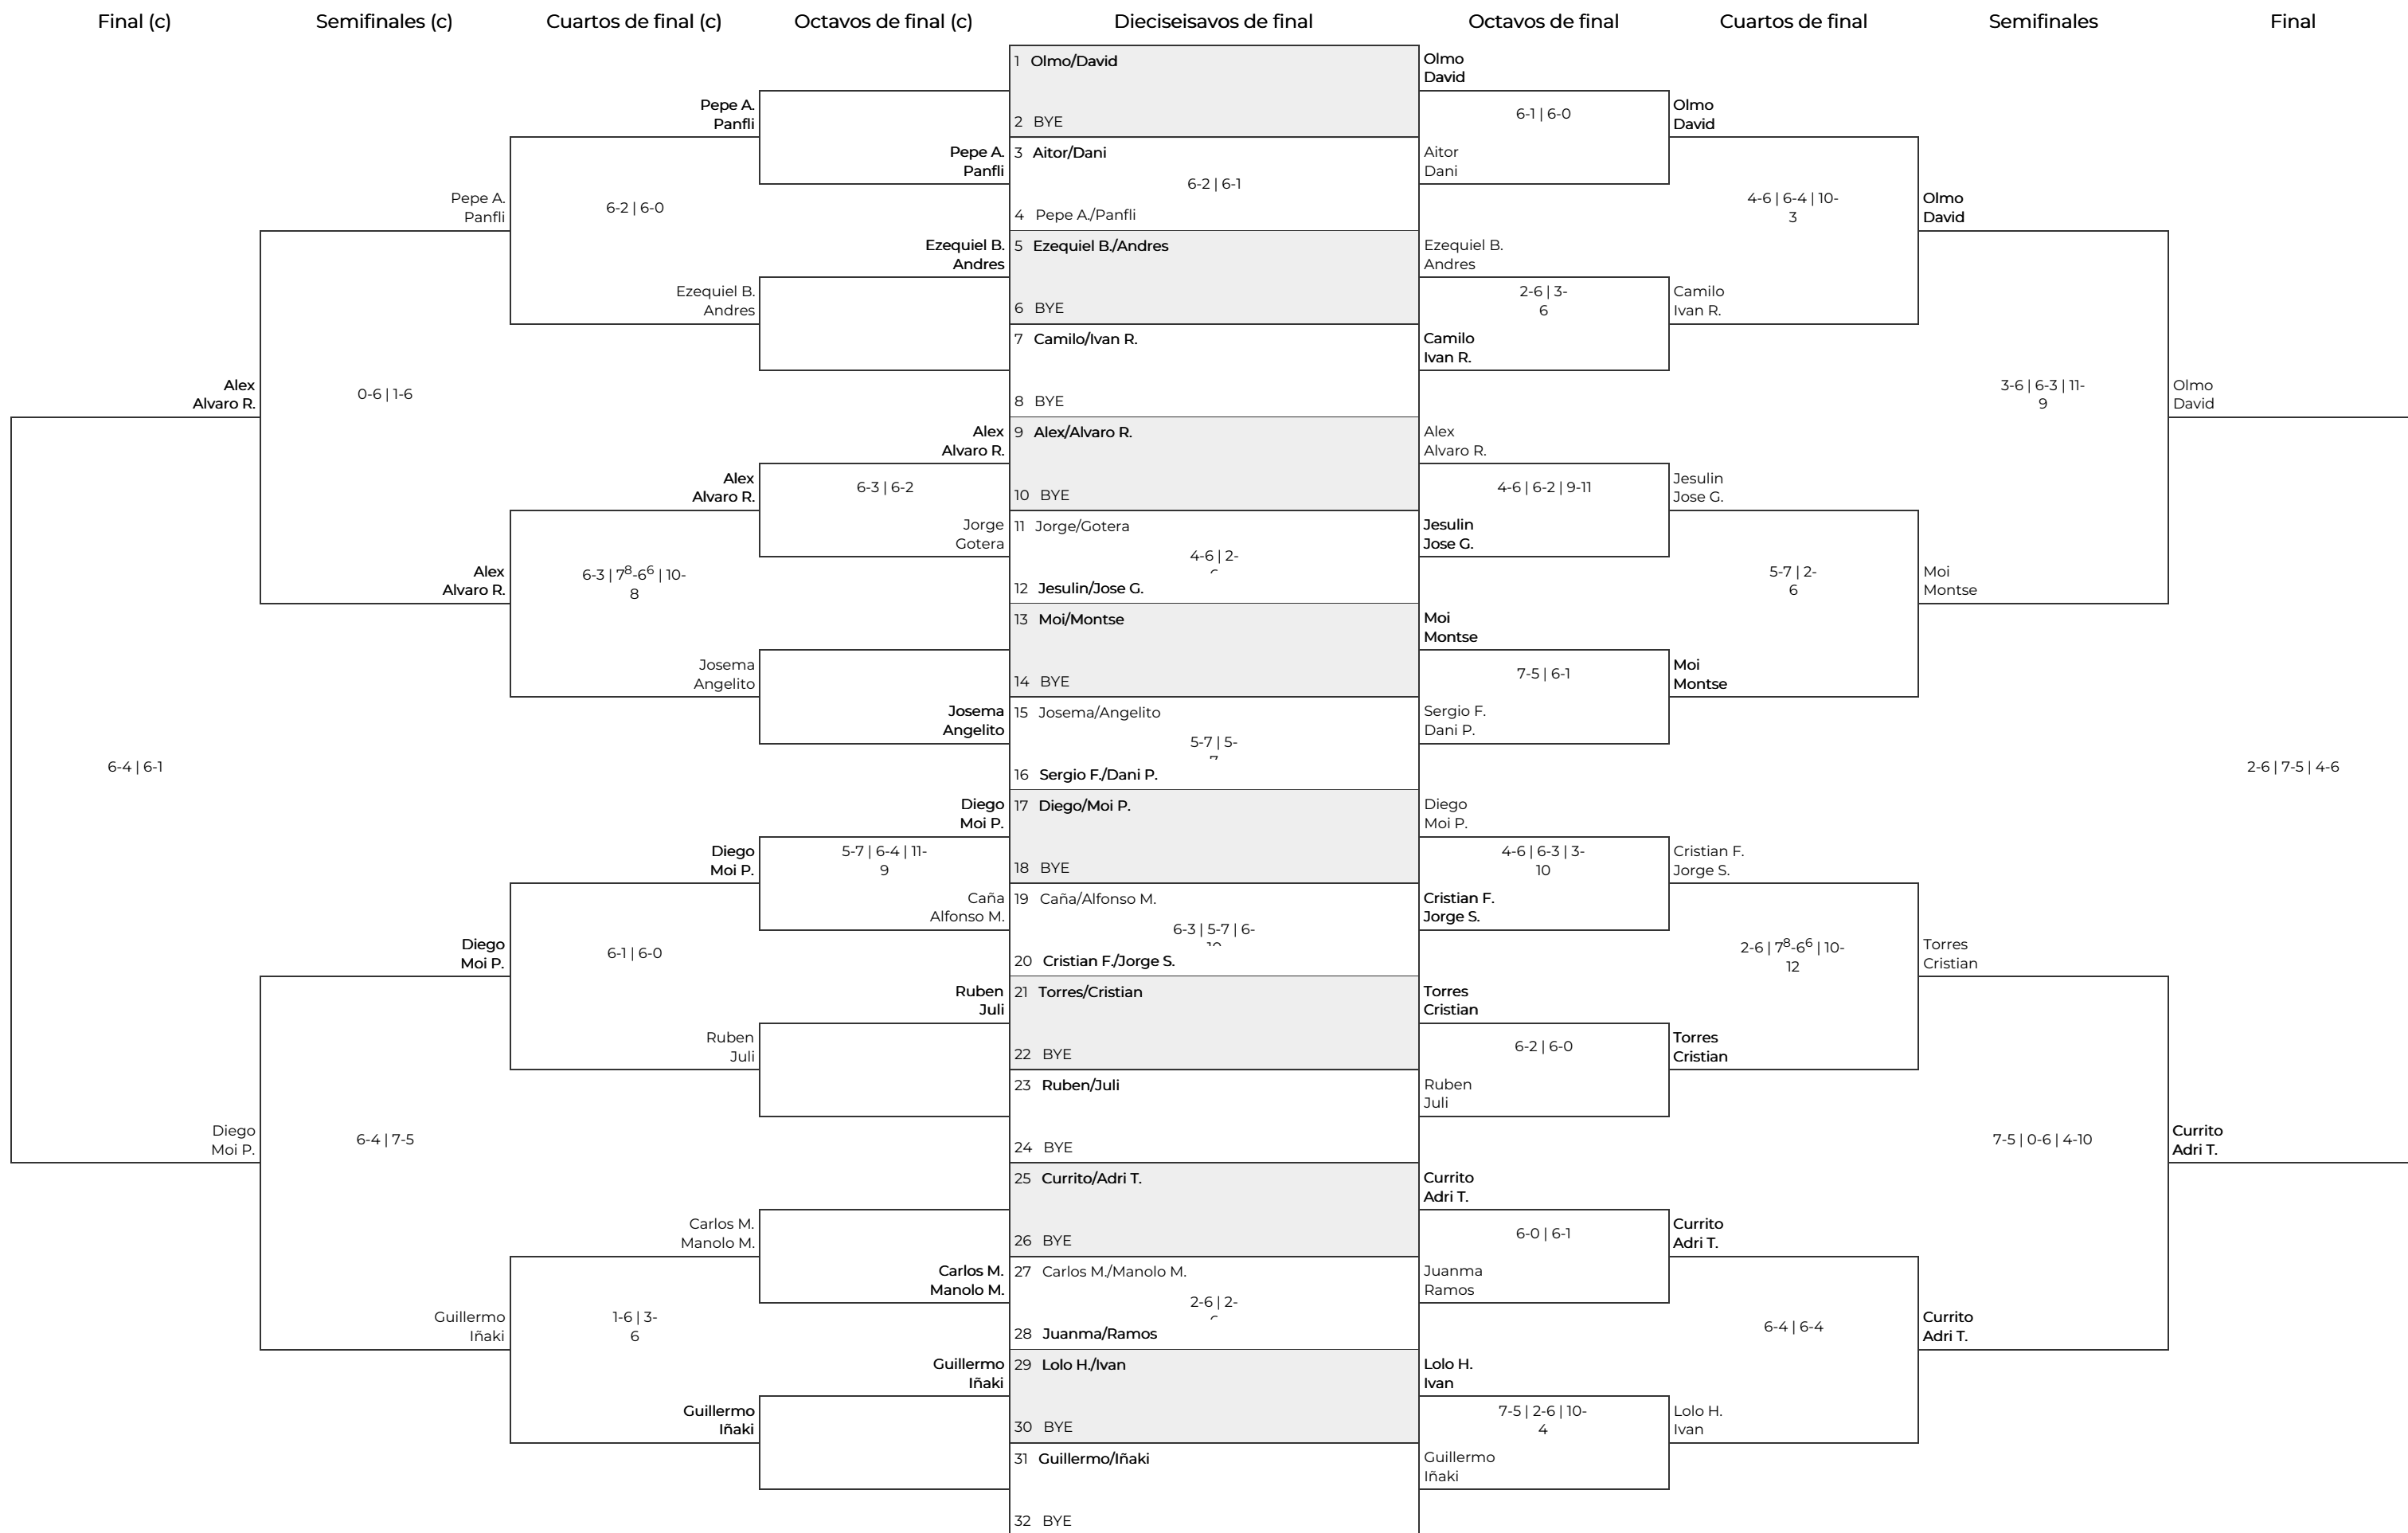 Final (c)
Semifinales (c)
Cuartos de final (c)
Octavos de final (c)
Dieciseisavos de final
Octavos de final
Cuartos de final
Semifinales
Final
Alex
Alvaro R.
6-4 | 6-1
Diego
Moi P.
Pepe A.
Panfli
0-6 | 1-6
Alex
Alvaro R.
Diego
Moi P.
6-4 | 7-5
Guillermo
Iñaki
Pepe A.
Panfli
6-2 | 6-0
Ezequiel B.
Andres
Alex
Alvaro R.
6-3 | 7⁸-6⁶ | 10-
8
Josema
Angelito
Diego
Moi P.
6-1 | 6-0
Ruben
Juli
Carlos M.
Manolo M.
1-6 | 3-
6
Guillermo
Iñaki
Pepe A.
Panfli
Ezequiel B.
Andres
Alex
Alvaro R.
6-3 | 6-2
Jorge
Gotera
Josema
Angelito
Diego
Moi P.
5-7 | 6-4 | 11-
9
Caña
Alfonso M.
Ruben
Juli
Carlos M.
Manolo M.
Guillermo
Iñaki
1 Olmo/David
2 BYE
3 Aitor/Dani
6-2 | 6-1
4 Pepe A./Panfli
5 Ezequiel B./Andres
6 BYE
7 Camilo/Ivan R.
8 BYE
9 Alex/Alvaro R.
10 BYE
11 Jorge/Gotera
4-6 | 2-
12 Jesulin/Jose G.
13 Moi/Montse
14 BYE
15 Josema/Angelito
5-7 | 5-
16 Sergio F./Dani P.
17 Diego/Moi P.
18 BYE
19 Caña/Alfonso M.
6-3 | 5-7 | 6-
20 Cristian F./Jorge S.
21 Torres/Cristian
22 BYE
23 Ruben/Juli
24 BYE
25 Currito/Adri T.
26 BYE
27 Carlos M./Manolo M.
2-6 | 2-
28 Juanma/Ramos
29 Lolo H./Ivan
30 BYE
31 Guillermo/Iñaki
32 BYE
Olmo
David
6-1 | 6-0
Aitor
Dani
Ezequiel B.
Andres
2-6 | 3-
6
Camilo
Ivan R.
Alex
Alvaro R.
4-6 | 6-2 | 9-11
Jesulin
Jose G.
Moi
Montse
7-5 | 6-1
Sergio F.
Dani P.
Diego
Moi P.
4-6 | 6-3 | 3-
10
Cristian F.
Jorge S.
Torres
Cristian
6-2 | 6-0
Ruben
Juli
Currito
Adri T.
6-0 | 6-1
Juanma
Ramos
Lolo H.
Ivan
7-5 | 2-6 | 10-
4
Guillermo
Iñaki
Olmo
David
4-6 | 6-4 | 10-
3
Camilo
Ivan R.
Jesulin
Jose G.
5-7 | 2-
6
Moi
Montse
Cristian F.
Jorge S.
2-6 | 7⁸-6⁶ | 10-
12
Torres
Cristian
Currito
Adri T.
6-4 | 6-4
Lolo H.
Ivan
Olmo
David
3-6 | 6-3 | 11-
9
Moi
Montse
Torres
Cristian
7-5 | 0-6 | 4-10
Currito
Adri T.
Olmo
David
2-6 | 7-5 | 4-6
Currito
Adri T.